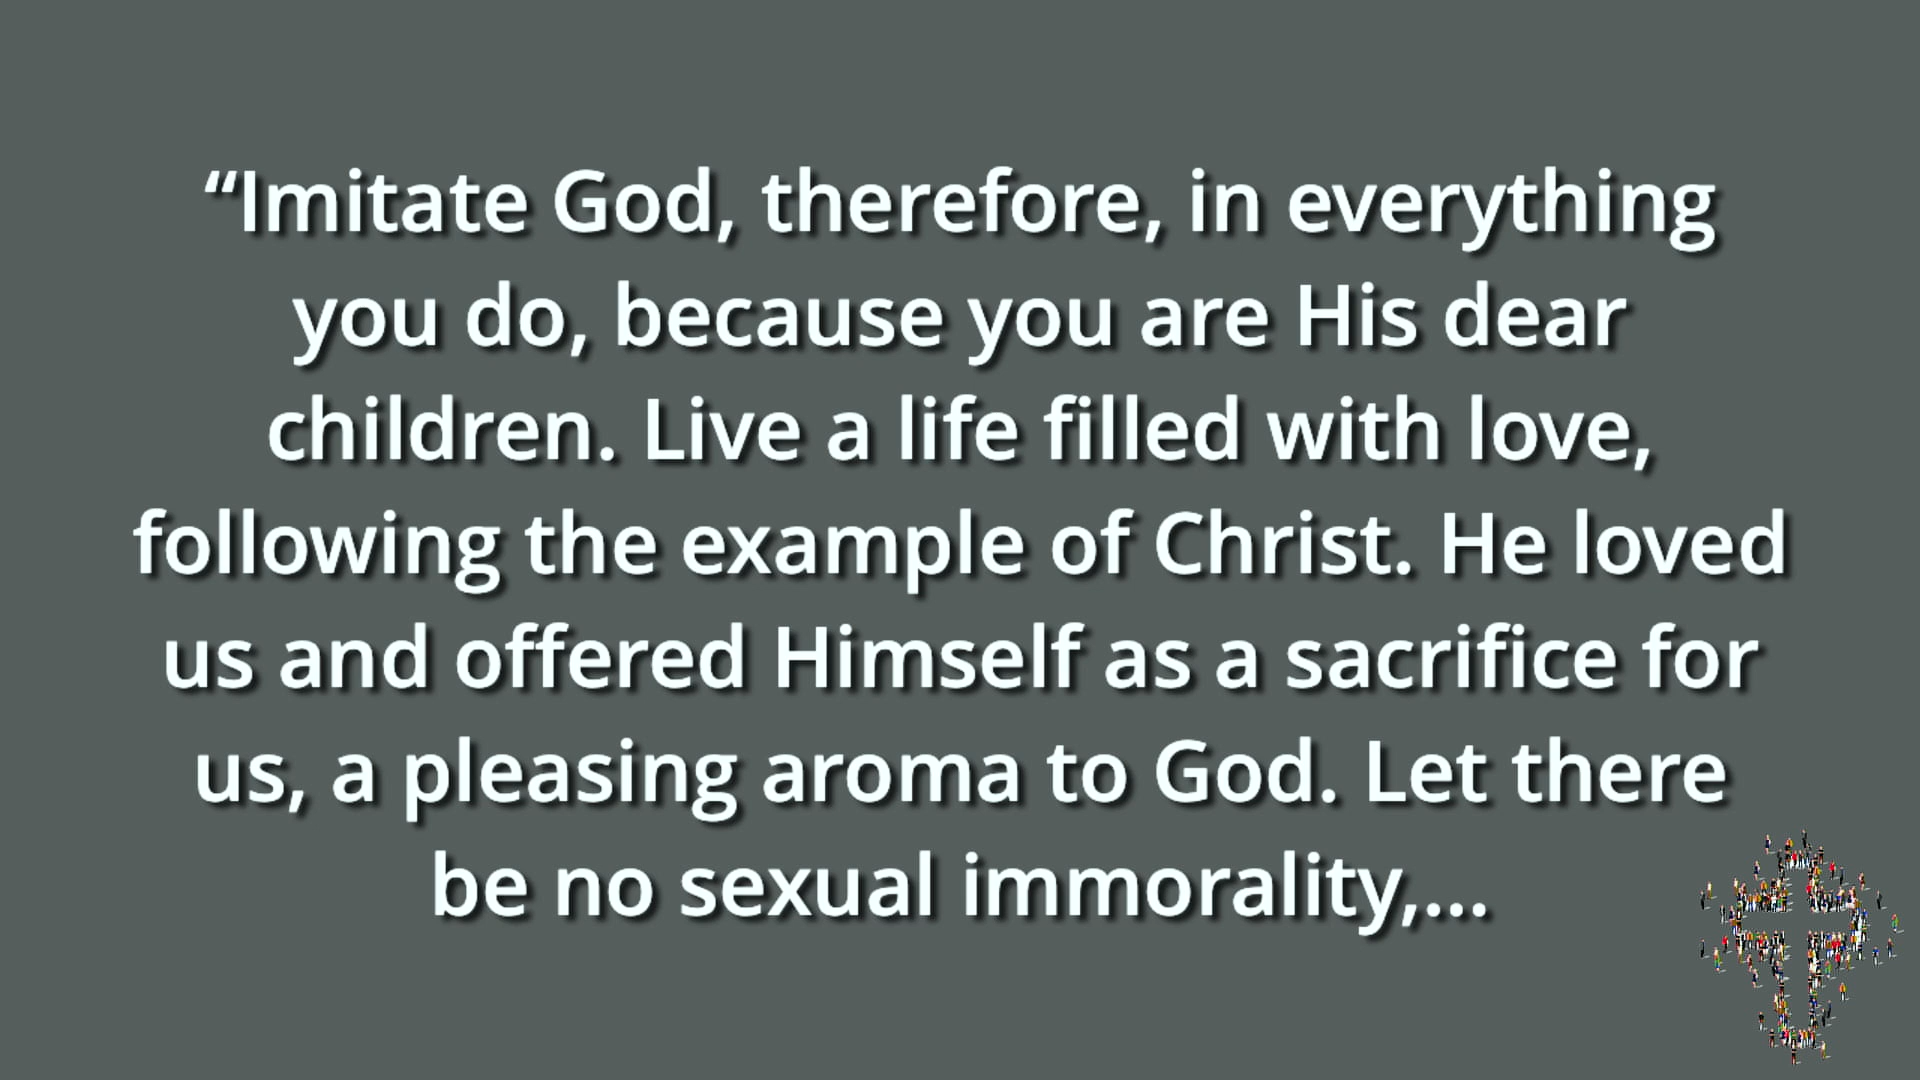 “Imitate God, therefore, in everything
you do, because you are His dear
children. Live a life filled with love,
following the example of Christ. He loved
us and offered Himself as a sacrifice for
us, a pleasing aroma to God. Let there
be no sexual immorality,...